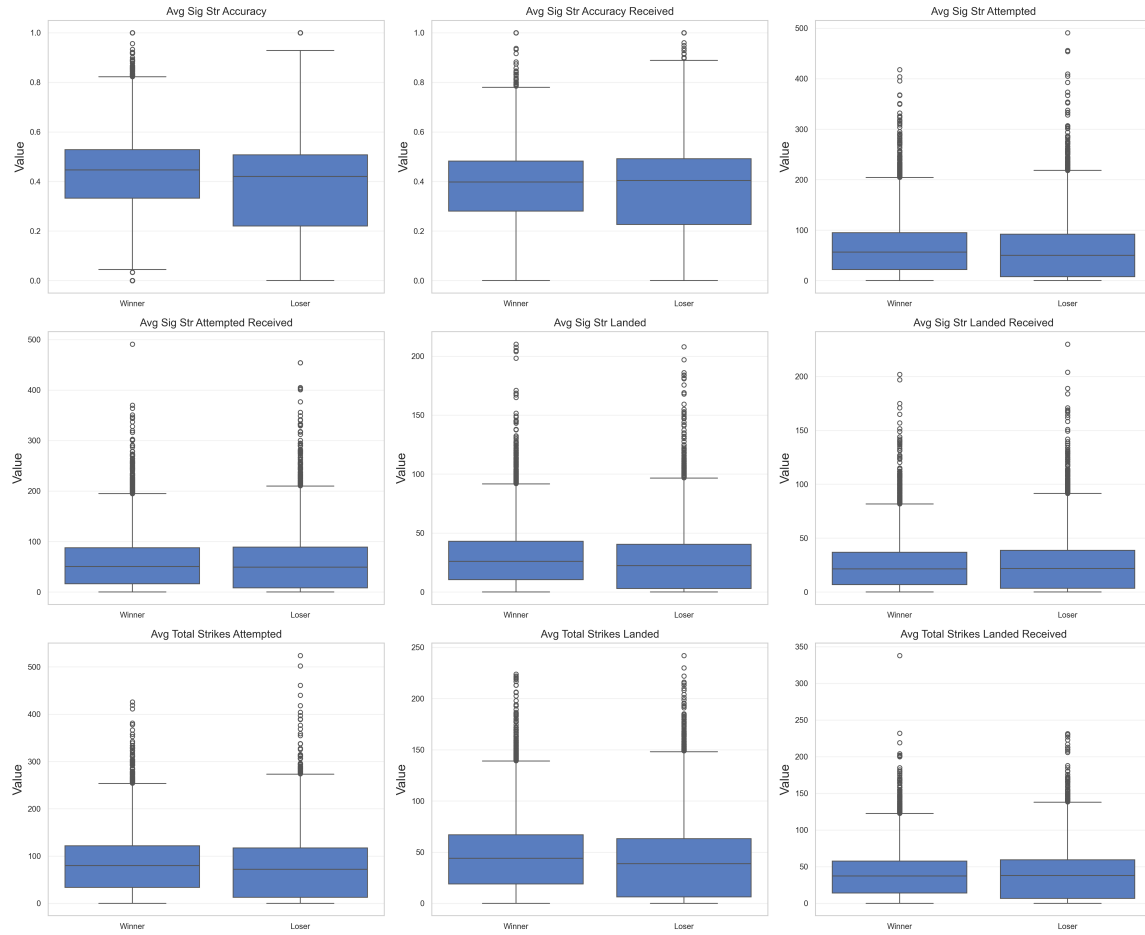 Avg Sig Str Accuracy
Value
1.0
0.8
0.6
0.4
0.2
0.0
Winner
Loser
Avg Sig Str Accuracy Received
Value
1.0
0.8
0.6
0.4
0.2
0.0
Winner
Loser
Avg Sig Str Attempted
Value
500
400
300
200
100
0
Winner
Loser
Avg Sig Str Attempted Received
Value
500
400
300
200
100
0
Winner
Loser
Avg Sig Str Landed
Value
200
150
100
50
0
Winner
Loser
Avg Sig Str Landed Received
Value
200
150
100
50
0
Winner
Loser
Avg Total Strikes Attempted
Value
500
400
300
200
100
0
Winner
Loser
Avg Total Strikes Landed
Value
250
200
150
100
50
0
Winner
Loser
Avg Total Strikes Landed Received
Value
350
300
250
200
150
100
50
0
Winner
Loser